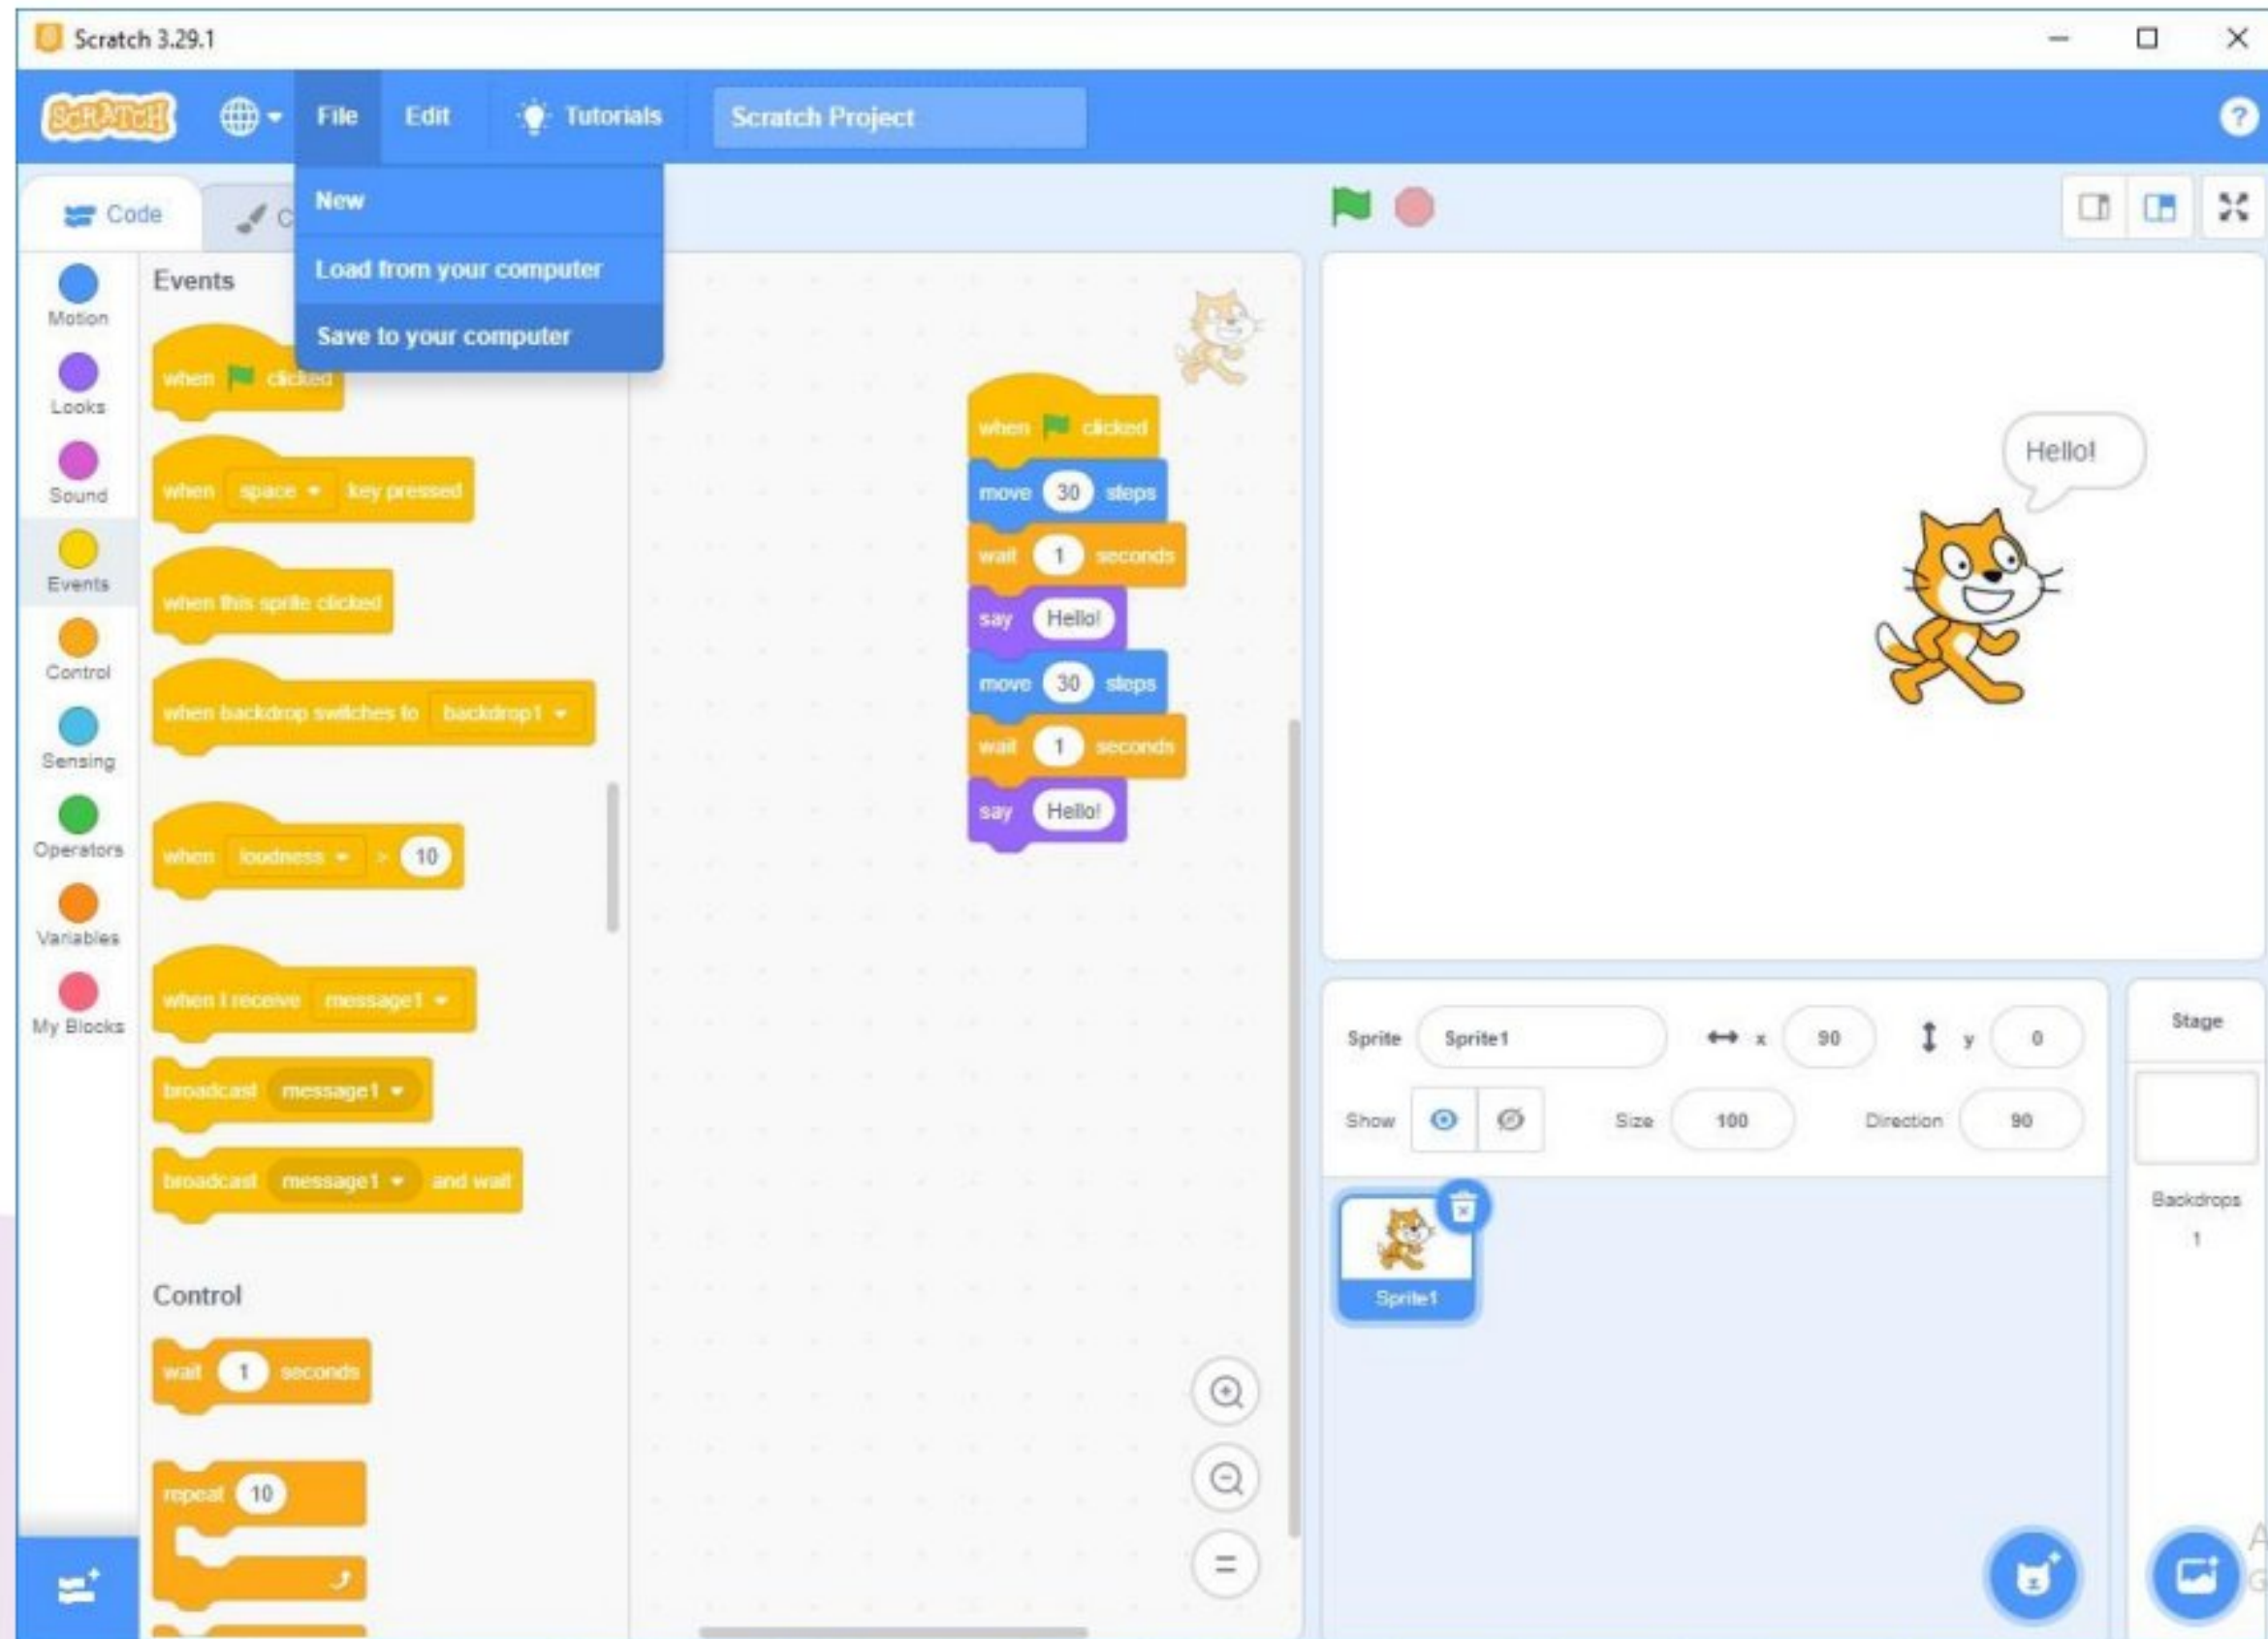 Scratch 3.29.1
SCRATCH File Edit Tutorials Scratch Project ?
New
Load from your computer
Save to your computer
Code C
Motion
Looks
Sound
Events
Control
Sensing
Operators
Variables
My Blocks
Events
when clicked
when space key pressed
when this sprite clicked
when backdrop switches to backdrop1
when loudness > 10
when I receive message1
broadcast message1
broadcast message1 and wait
Control
wait 1 seconds
repeat 10
when clicked
move 30 steps
wait 1 seconds
say Hello!
move 30 steps
wait 1 seconds
say Hello!
Hello!
Sprite Sprite1 x 90 y 0
Show Size 100 Direction 90
Sprite1
Stage
Backdrops
1